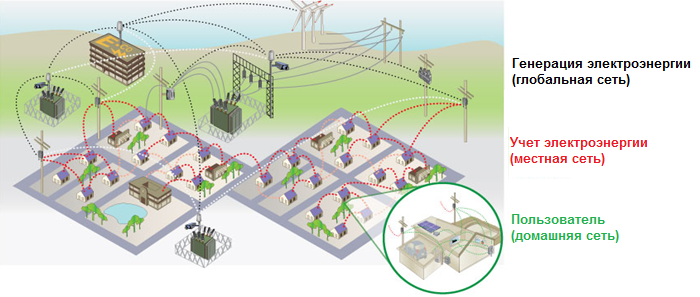 Генерация электроэнергии
(глобальная сеть)
Учет электроэнергии
(местная сеть)
Пользователь
(домашняя сеть)